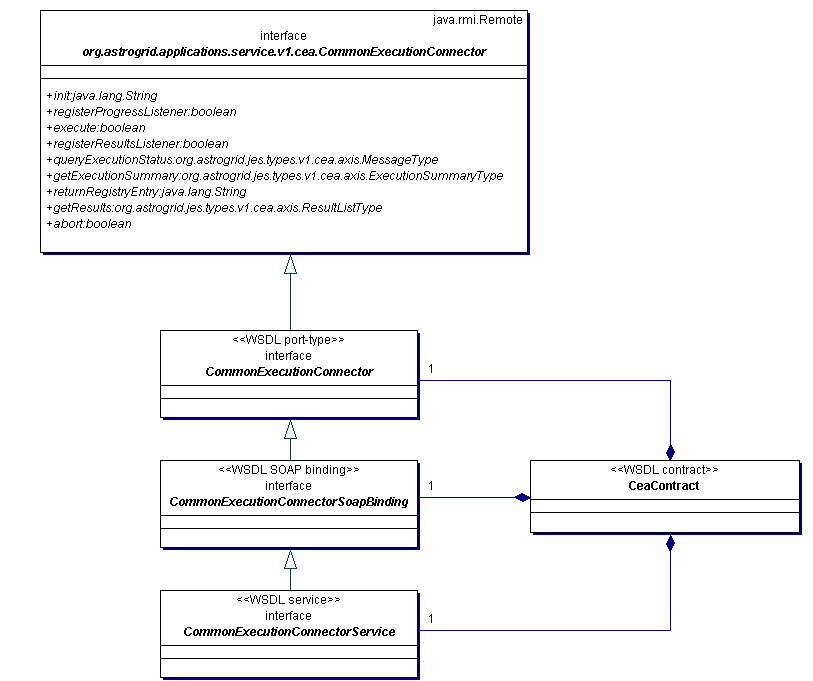 java.rmi.Remote
interface
org.astrogrid.applications.service.v1.cea.CommonExecutionConnector
+init:java.lang.String
+registerProgressListener:boolean
+execute:boolean
+registerResultsListener:boolean
+queryExecutionStatus:org.astrogrid.jes.types.v1.cea.axis.MessageType
+getExecutionSummary:org.astrogrid.jes.types.v1.cea.axis.ExecutionSummaryType
+returnRegistryEntry:java.lang.String
+getResults:org.astrogrid.jes.types.v1.cea.axis.ResultListType
+abort:boolean
<<WSDL port-type>>
interface
CommonExecutionConnector
1
<<WSDL SOAP binding>>
interface
CommonExecutionConnectorSoapBinding
1
<<WSDL contract>>
CeaContract
<<WSDL service>>
interface
CommonExecutionConnectorService
1